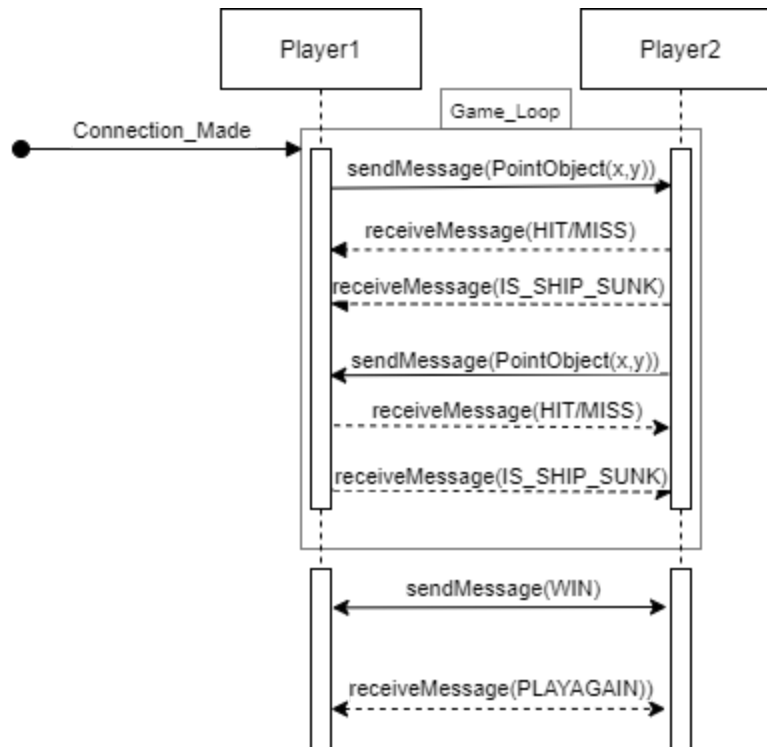 Player1
Player2
Game_Loop
Connection_Made
sendMessage(PointObject(x,y))
receiveMessage(HIT/MISS)
receiveMessage(IS_SHIP_SUNK)
sendMessage(PointObject(x,y))
receiveMessage(HIT/MISS)
receiveMessage(IS_SHIP_SUNK)
sendMessage(WIN)
receiveMessage(PLAYAGAIN))